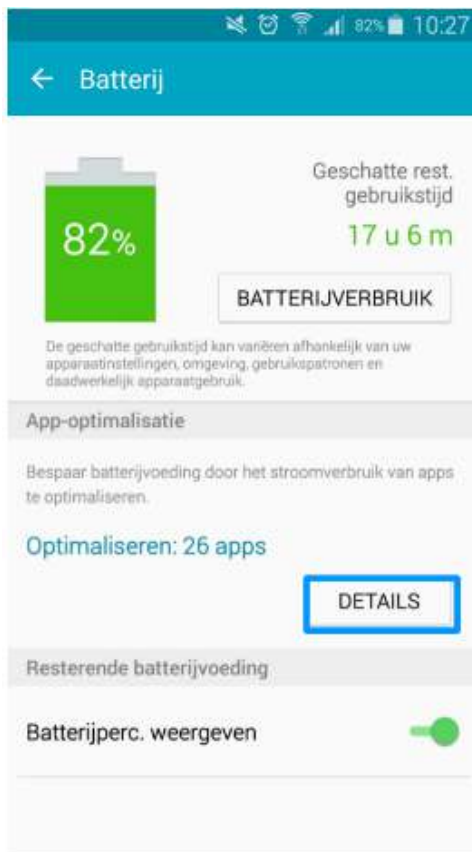 82% 10:27
Batterij
Geschatte rest.
gebruikstijd
82%
17 u 6 m
BATTERIJVERBRUIK
De geschatte gebruikstijd kan variëren afhankelijk van uw
apparaatinstellingen, omgeving, gebruikspatronen en
daadwerkelijk apparaatgebruik.
App-optimalisatie
Bespaar batterijvoeding door het stroomverbruik van apps
te optimaliseren.
Optimaliseren: 26 apps
DETAILS
Resterende batterijvoeding
Batterijperc. weergeven